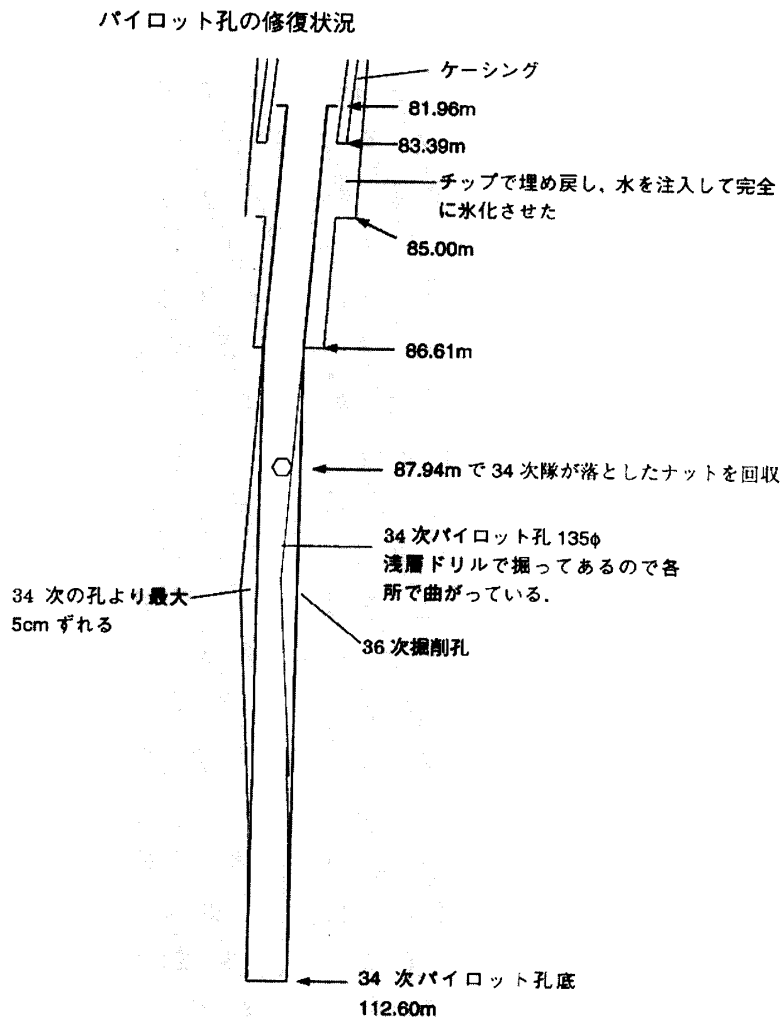 パイロット孔の修復状況
ケーシング
81.96m
83.39m
チップで埋め戻し，水を注入して完全
に氷化させた
85.00m
86.61m
87.94m で 34 次隊が落としたナットを回収
34 次パイロット孔 135φ
浅層ドリルで掘ってあるので各
所で曲がっている.
34 次の孔より最大
5cm ずれる
36 次掘削孔
34 次パイロット孔底
112.60m